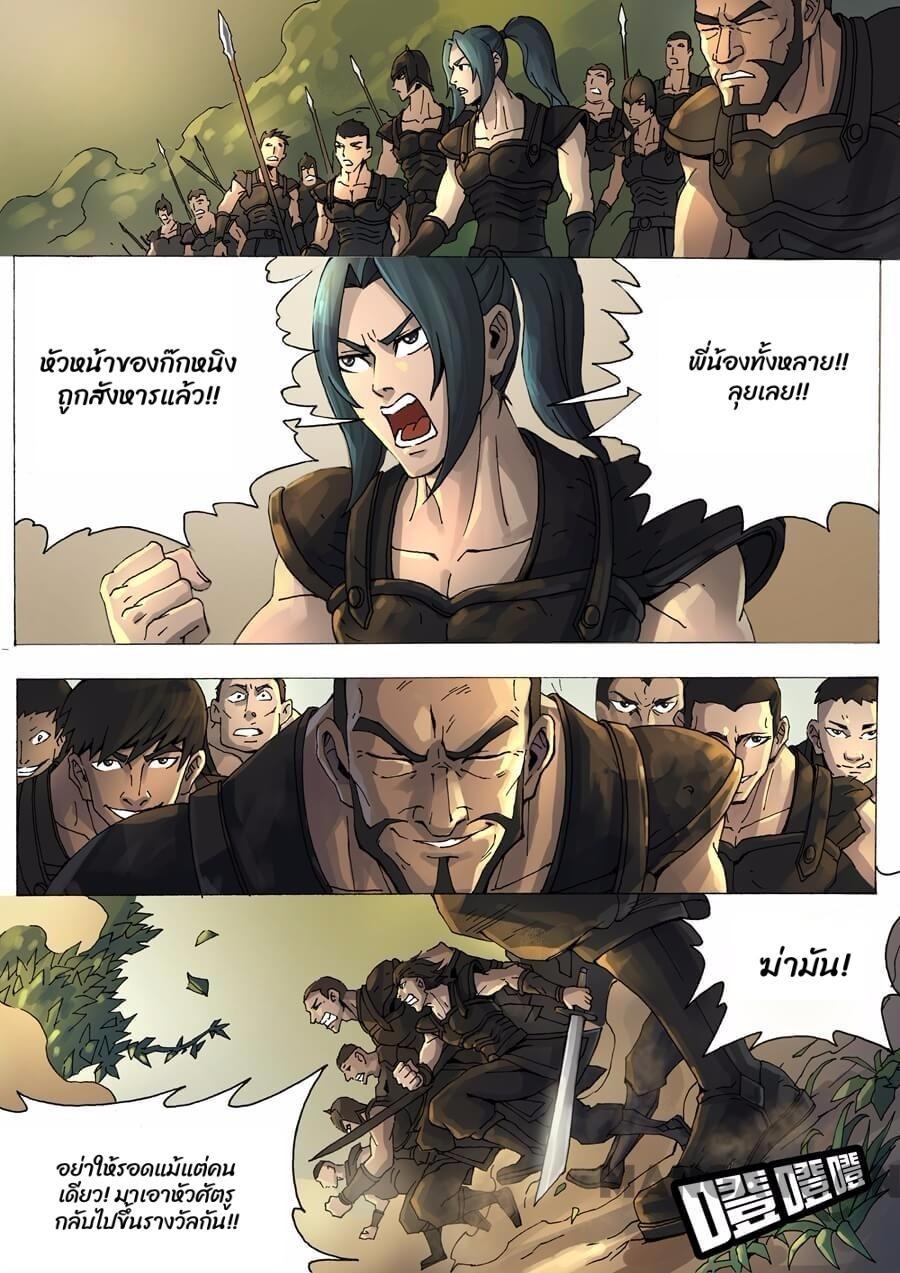 พี่น้องทั้งหลาย!!
ลุยเลย!!
หัวหน้าของก๊กหนิง
ถูกสังหารแล้ว!!
ฆ่ามัน!
อย่าให้รอดแม้แต่คน
เดียว! มาเอาหัวศัตรู
กลับไปขึ้นรางวัลกัน!!
噔噔噔